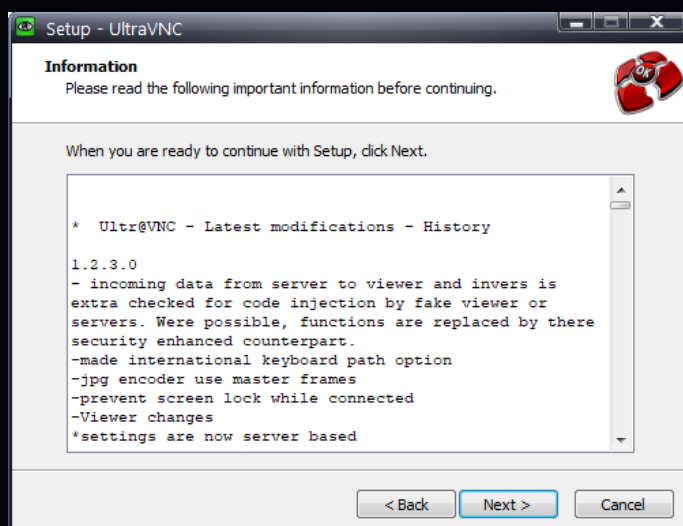 Setup - UltraVNC
Information
Please read the following important information before continuing.
OK
When you are ready to continue with Setup, click Next.
*  Ultr@VNC - Latest modifications - History
1.2.3.0
- incoming data from server to viewer and invers is
extra checked for code injection by fake viewer or
servers. Were possible, functions are replaced by there
security enhanced counterpart.
-made international keyboard path option
-jpg encoder use master frames
-prevent screen lock while connected
-Viewer changes
*settings are now server based
< Back
Next >
Cancel